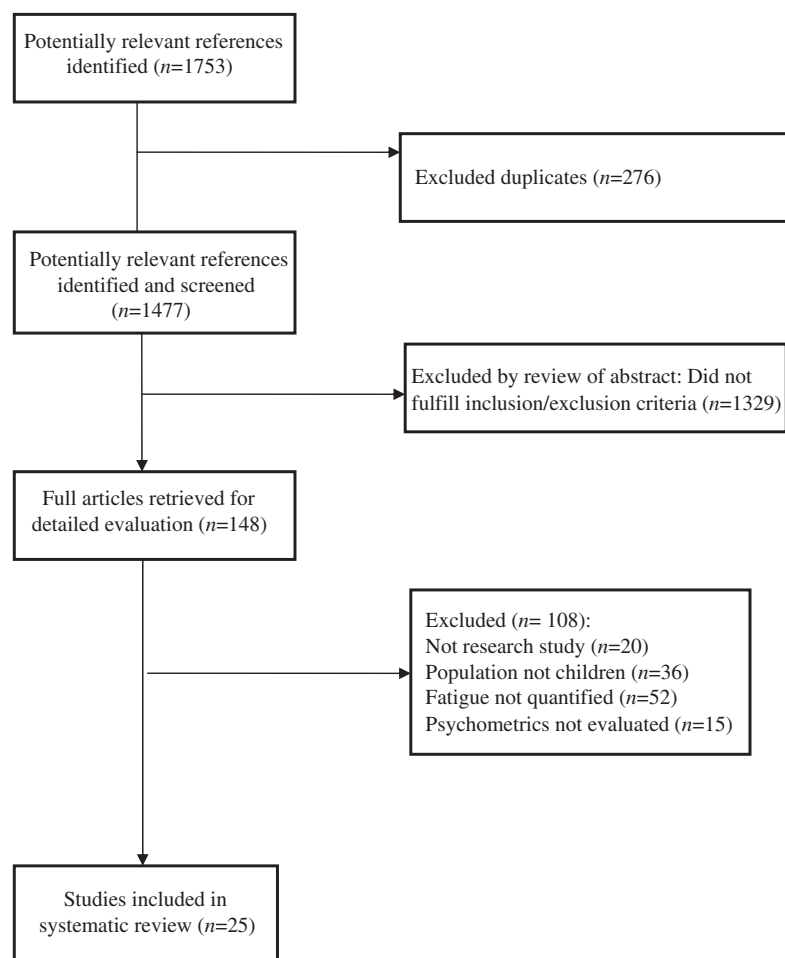 Potentially relevant references
identified (n=1753)
Excluded duplicates (n=276)
Potentially relevant references
identified and screened
(n=1477)
Excluded by review of abstract: Did not
fulfill inclusion/exclusion criteria (n=1329)
Full articles retrieved for
detailed evaluation (n=148)
Excluded (n= 108):
Not research study (n=20)
Population not children (n=36)
Fatigue not quantified (n=52)
Psychometrics not evaluated (n=15)
Studies included in
systematic review (n=25)